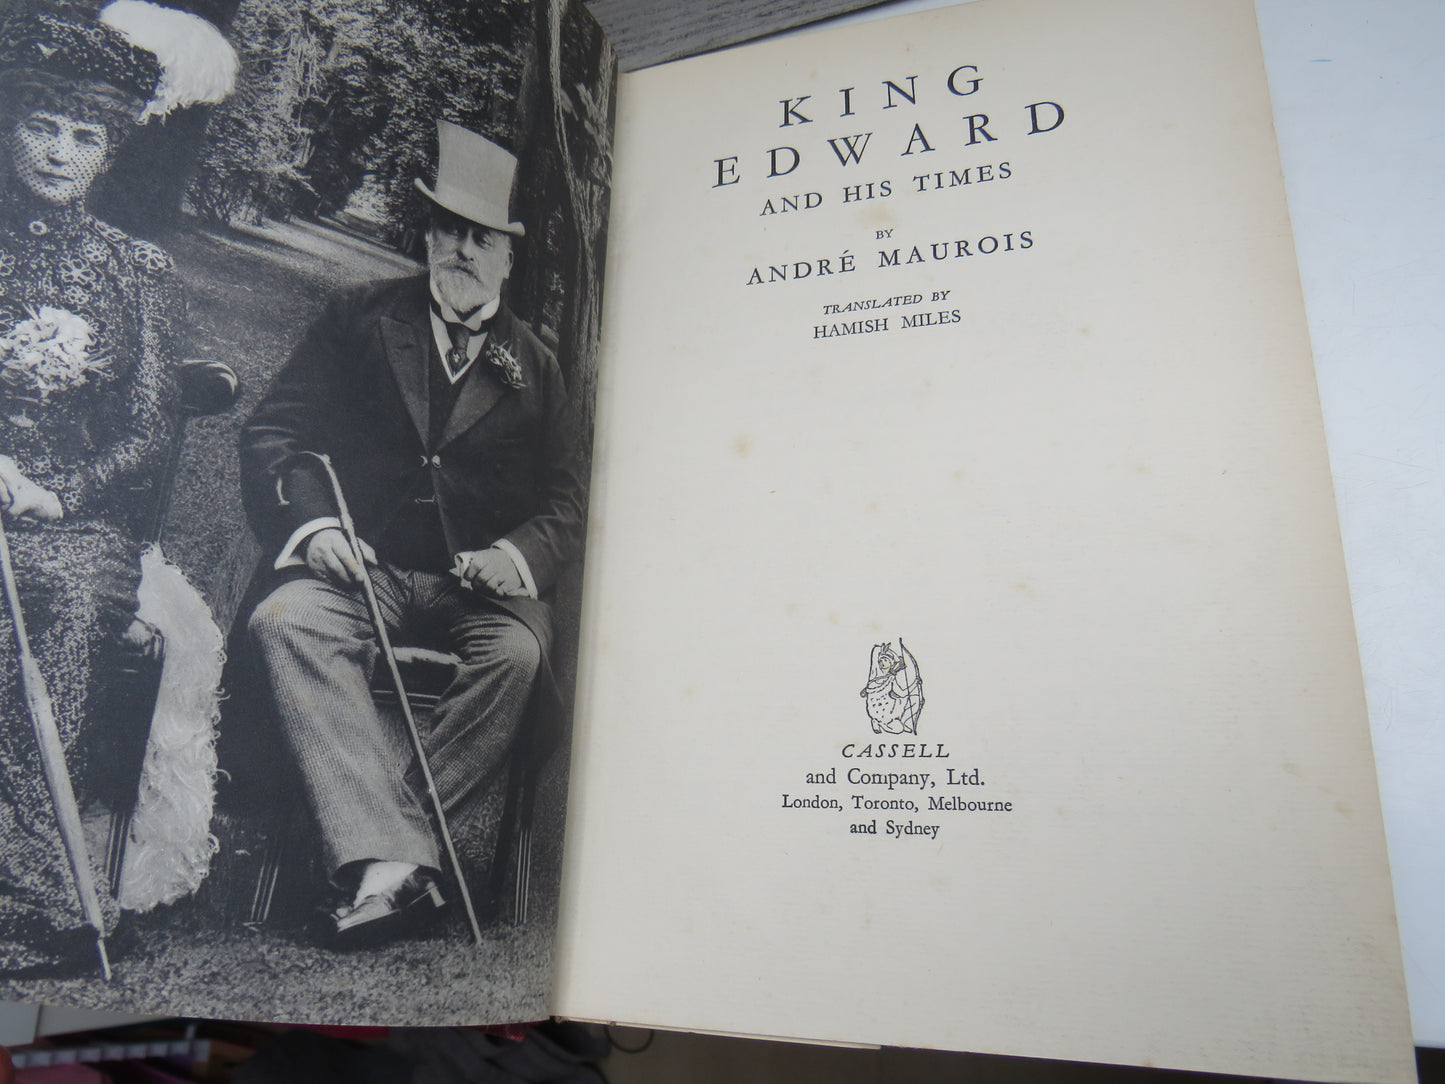 KING
EDWARD
AND HIS TIMES
BY
ANDRÉ MAUROIS
TRANSLATED BY
HAMISH MILES
CASSELL
and Company, Ltd.
London, Toronto, Melbourne
and Sydney